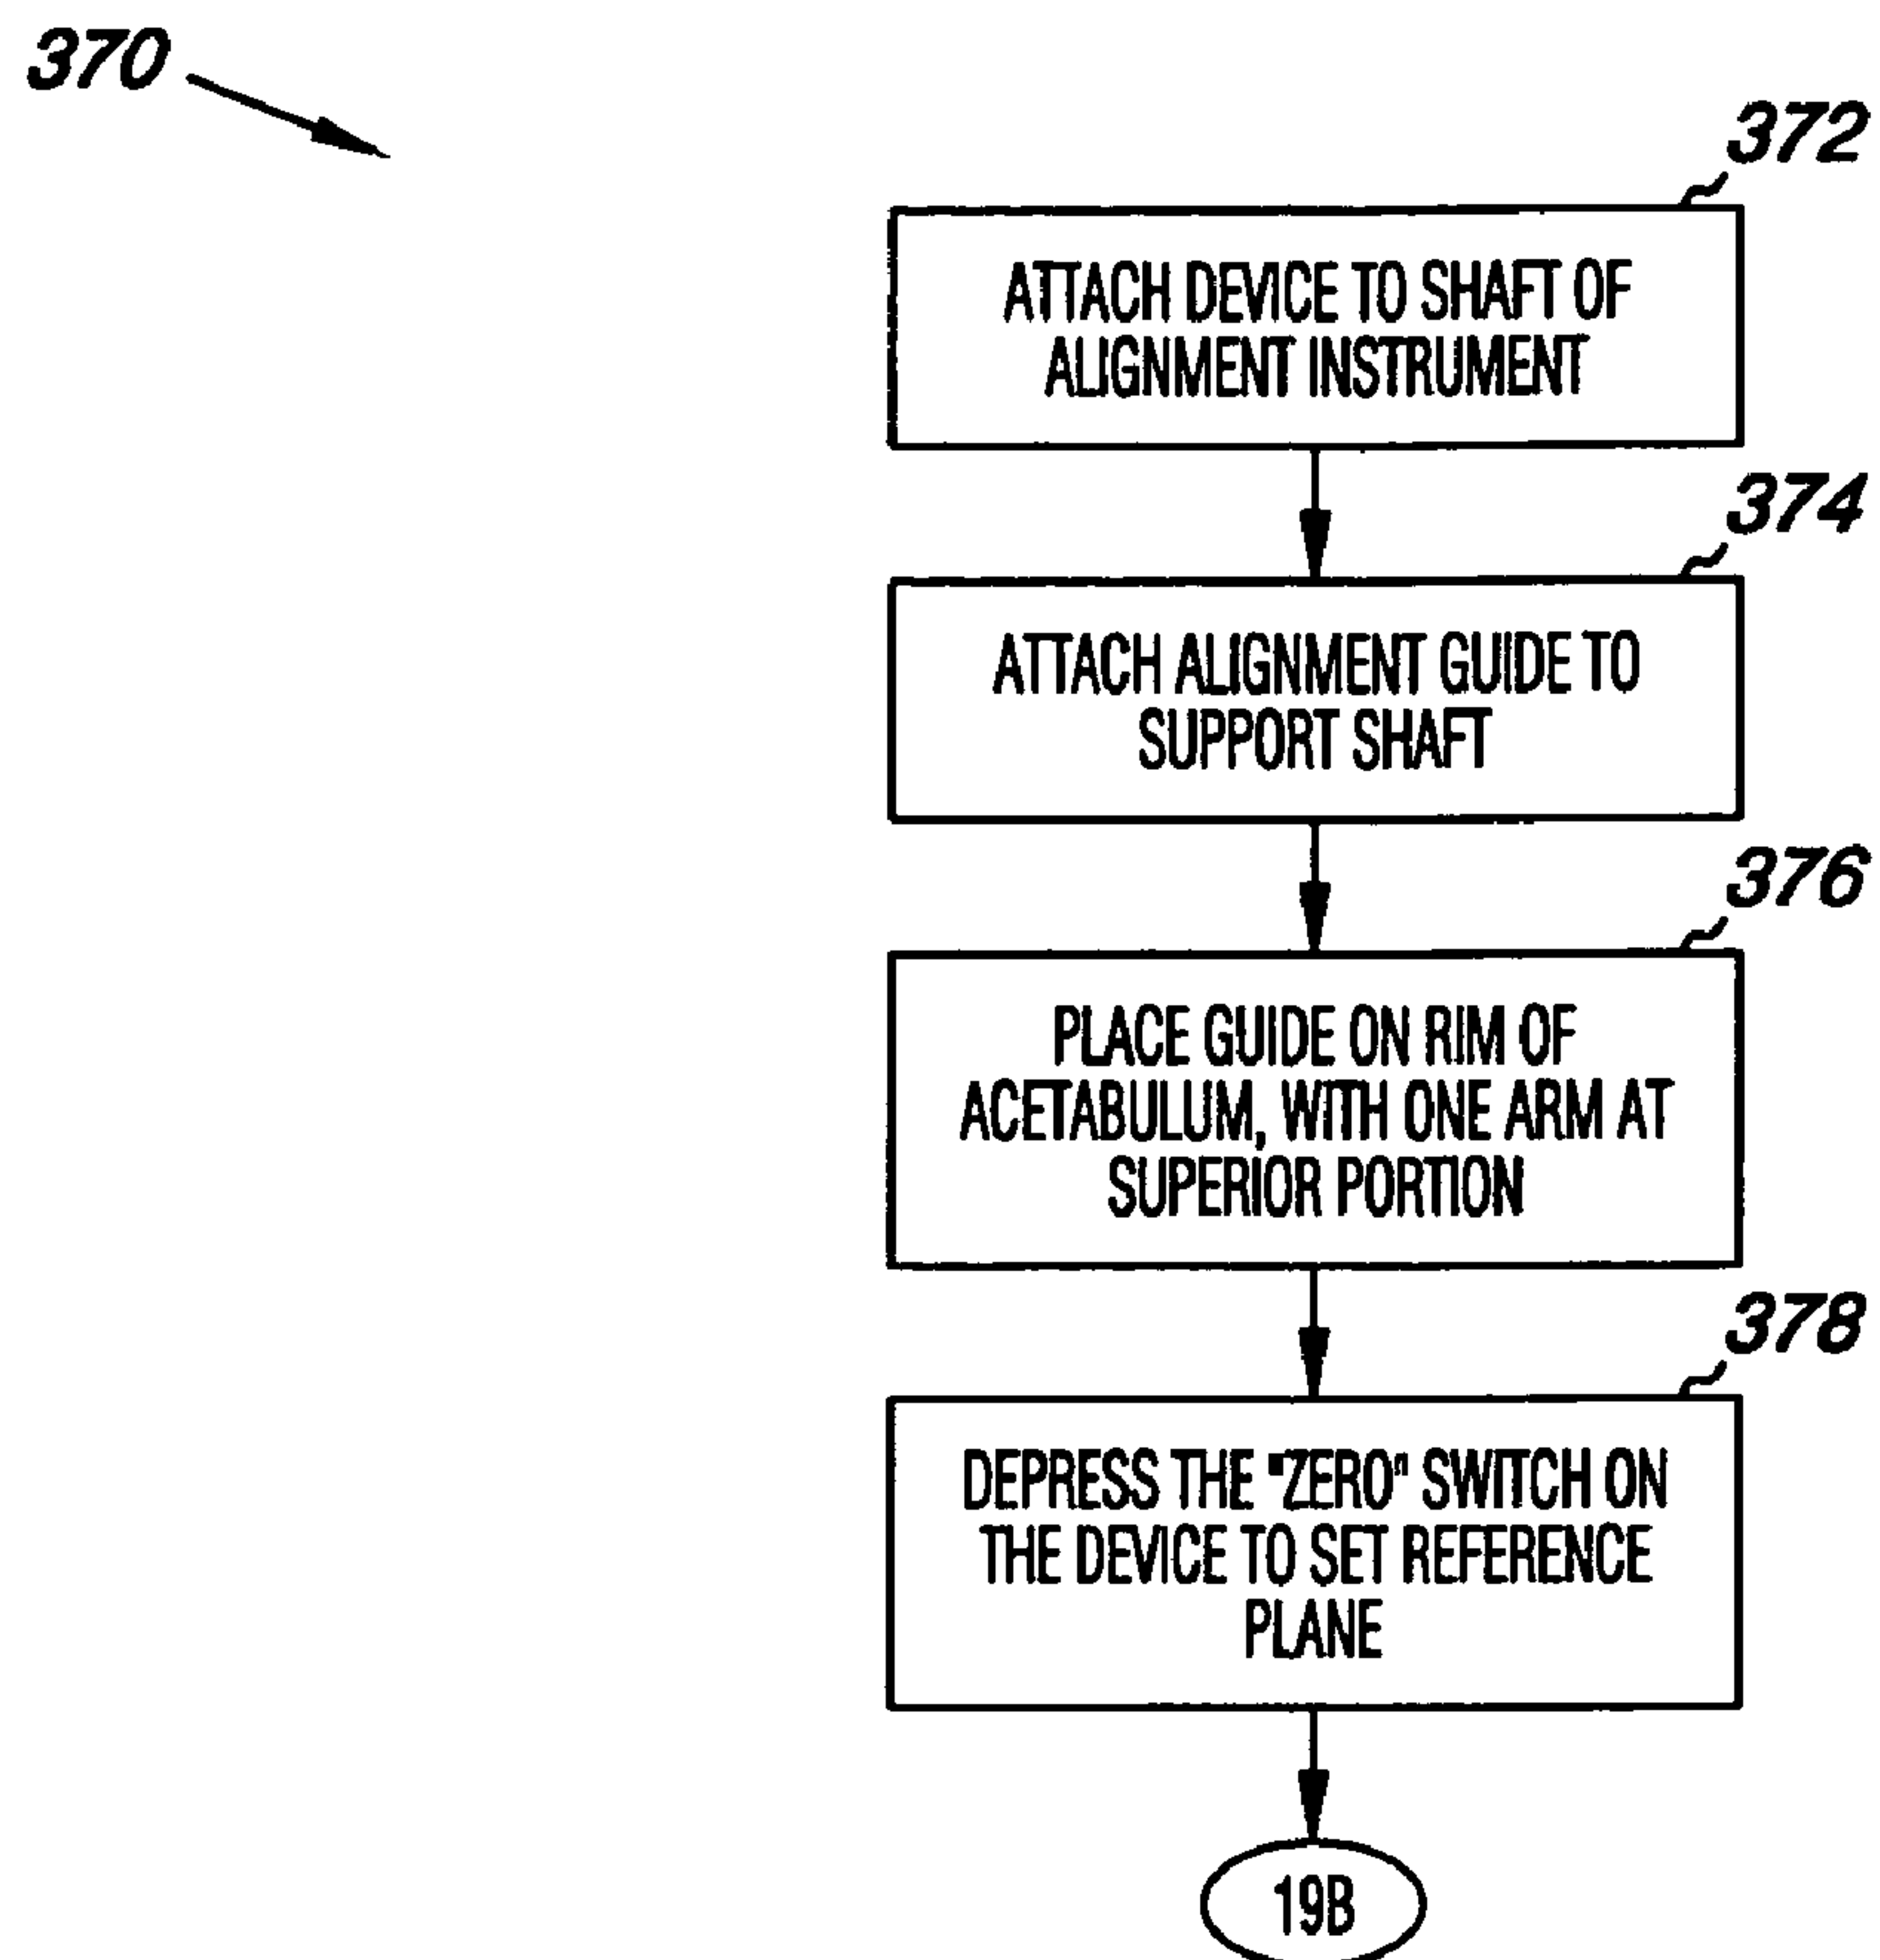 370
372
ATTACH DEVICE TO SHAFT OF
ALIGNMENT INSTRUMENT
374
ATTACH ALIGNMENT GUIDE TO
SUPPORT SHAFT
376
PLACE GUIDE ON RIM OF
ACETABULUM, WITH ONE ARM AT
SUPERIOR PORTION
378
DEPRESS THE "ZERO" SWITCH ON
THE DEVICE TO SET REFERENCE
PLANE
19B